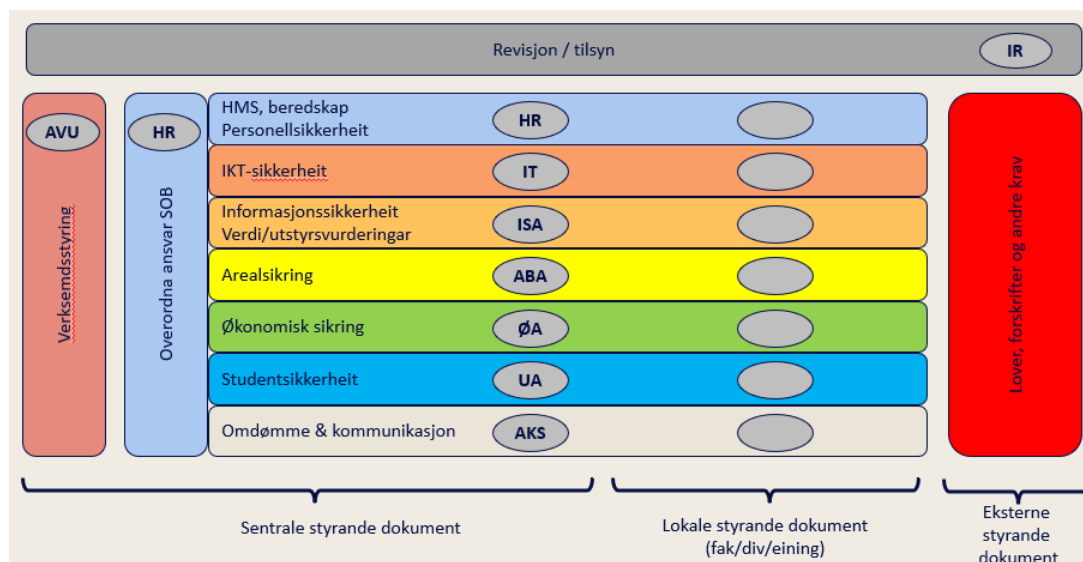 Revisjon / tilsyn
IR
AVU
Verksemdsstyring
HR
Overordna ansvar SOB
HMS, beredskap
Personellsikkerheit
HR
IKT-sikkerheit
IT
Informasjonssikkerheit
Verdi/utstyrsvurderingar
ISA
Arealsikring
ABA
Økonomisk sikring
ØA
Studentsikkerheit
UA
Omdømme & kommunikasjon
AKS
Lover, forskrifter og andre krav
Sentrale styrande dokument
Lokale styrande dokument
(fak/div/eining)
Eksterne
styrande
dokument